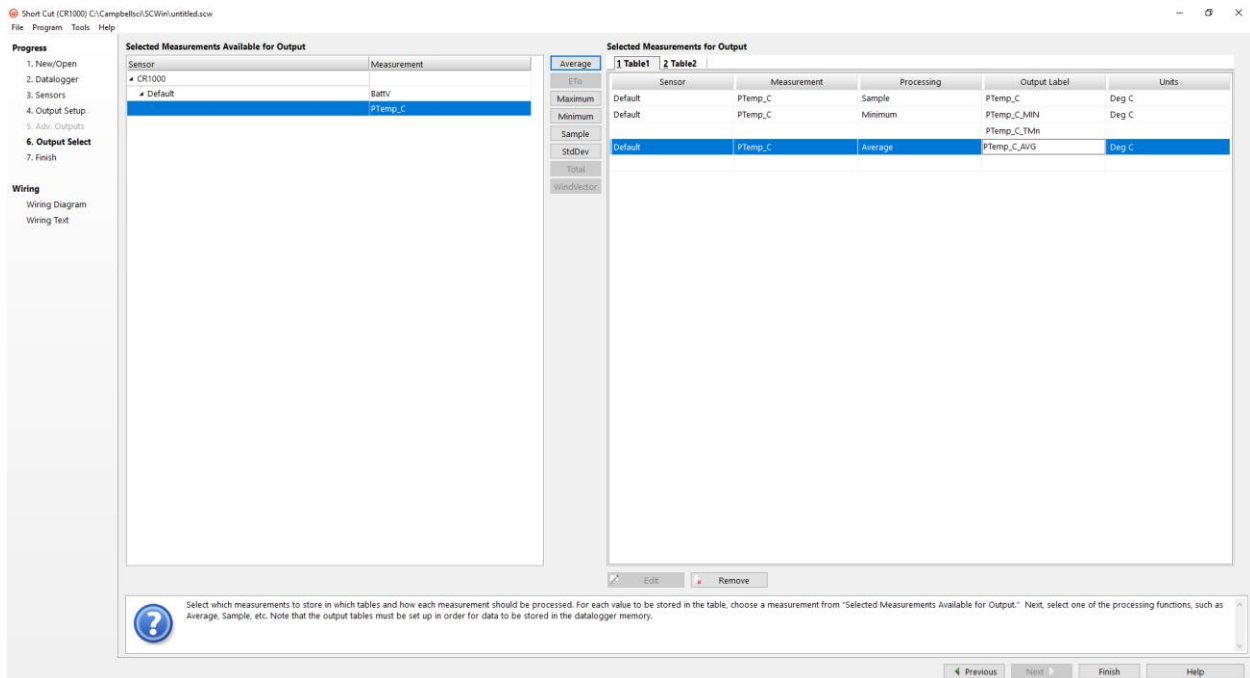 Short Cut (CR1000) C:\Campbellsci\SCWin\untitled.scw
File Program Tools Help
Progress
1. New/Open
2. Datalogger
3. Sensors
4. Output Setup
5. Adv. Outputs
6. Output Select
7. Finish
Wiring
Wiring Diagram
Wiring Text
Selected Measurements Available for Output
Sensor Measurement
CR1000
Default BattV
PTemp_C
Average
ETo
Maximum
Minimum
Sample
StdDev
Total
WindVector
Selected Measurements for Output
1 Table1 2 Table2
Sensor Measurement Processing Output Label Units
Default PTemp_C Sample PTemp_C Deg C
Default PTemp_C Minimum PTemp_C_MIN Deg C
PTemp_C_TMn
Default PTemp_C Average PTemp_C_AVG Deg C
Edit Remove
Select which measurements to store in which tables and how each measurement should be processed. For each value to be stored in the table, choose a measurement from "Selected Measurements Available for Output." Next, select one of the processing functions, such as
Average, Sample, etc. Note that the output tables must be set up in order for data to be stored in the datalogger memory.
Previous Next Finish Help